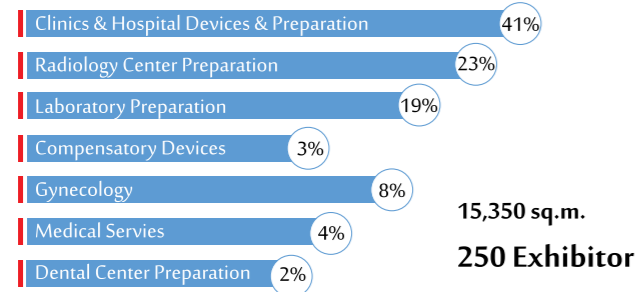 Clinics & Hospital Devices & Preparation 41%
Radiology Center Preparation 23%
Laboratory Preparation 19%
Compensatory Devices 3%
Gynecology 8%
Medical Servies 4%
Dental Center Preparation 2%
15,350 sq.m.
250 Exhibitor